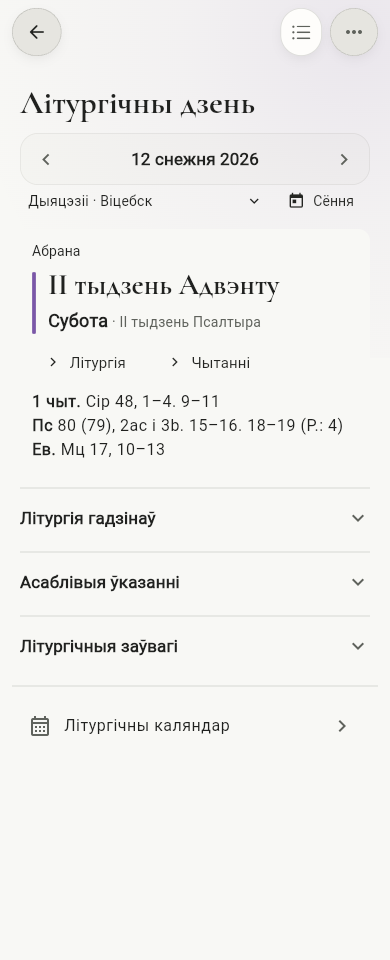 Літургічны дзень
12 снежня 2026
Дыяцэзіі · Віцебск
Сёння
Абрана
II тыдзень Адвэнту
Субота · II тыдзень Псалтыра
Літургія
Чытанні
1 чыт. Сір 48, 1–4. 9–11
Пс 80 (79), 2ac i 3b. 15–16. 18–19 (Р.: 4)
Ев. Мц 17, 10–13
Літургія гадзінаў
Асаблівыя ўказанні
Літургічныя заўвагі
Літургічны каляндар